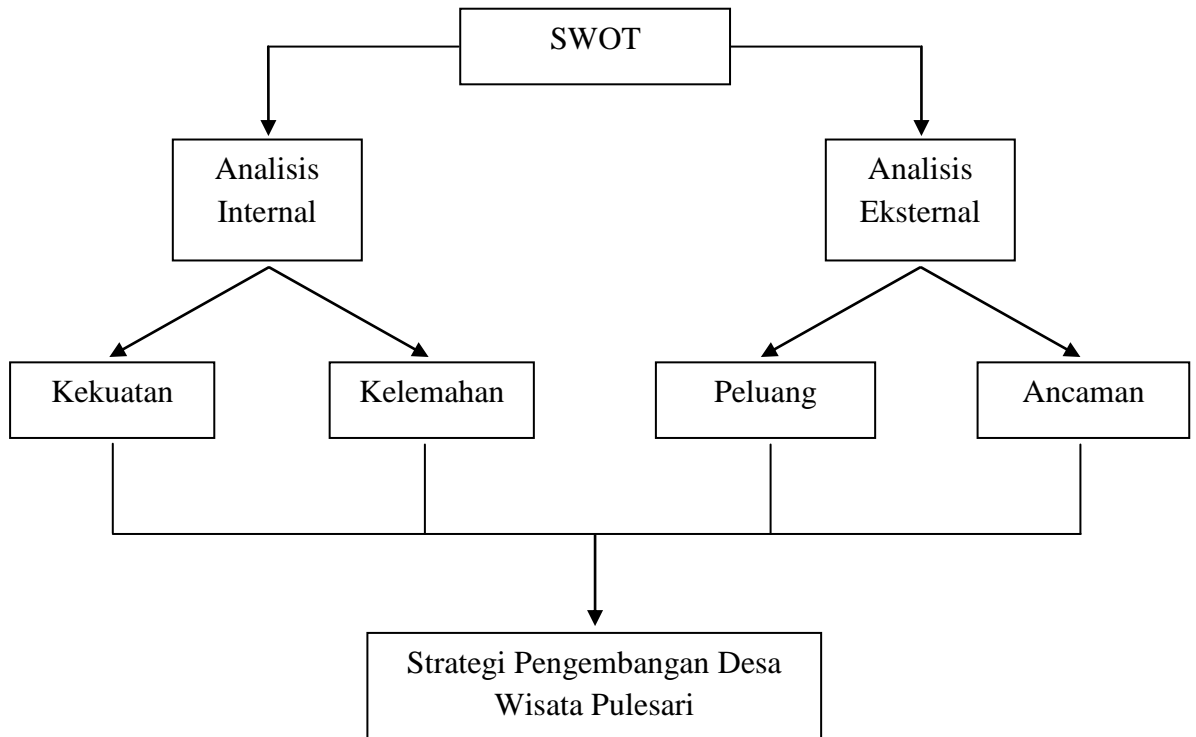 SWOT
Analisis
Internal
Analisis
Eksternal
Kekuatan
Kelemahan
Peluang
Ancaman
Strategi Pengembangan Desa
Wisata Pulesari